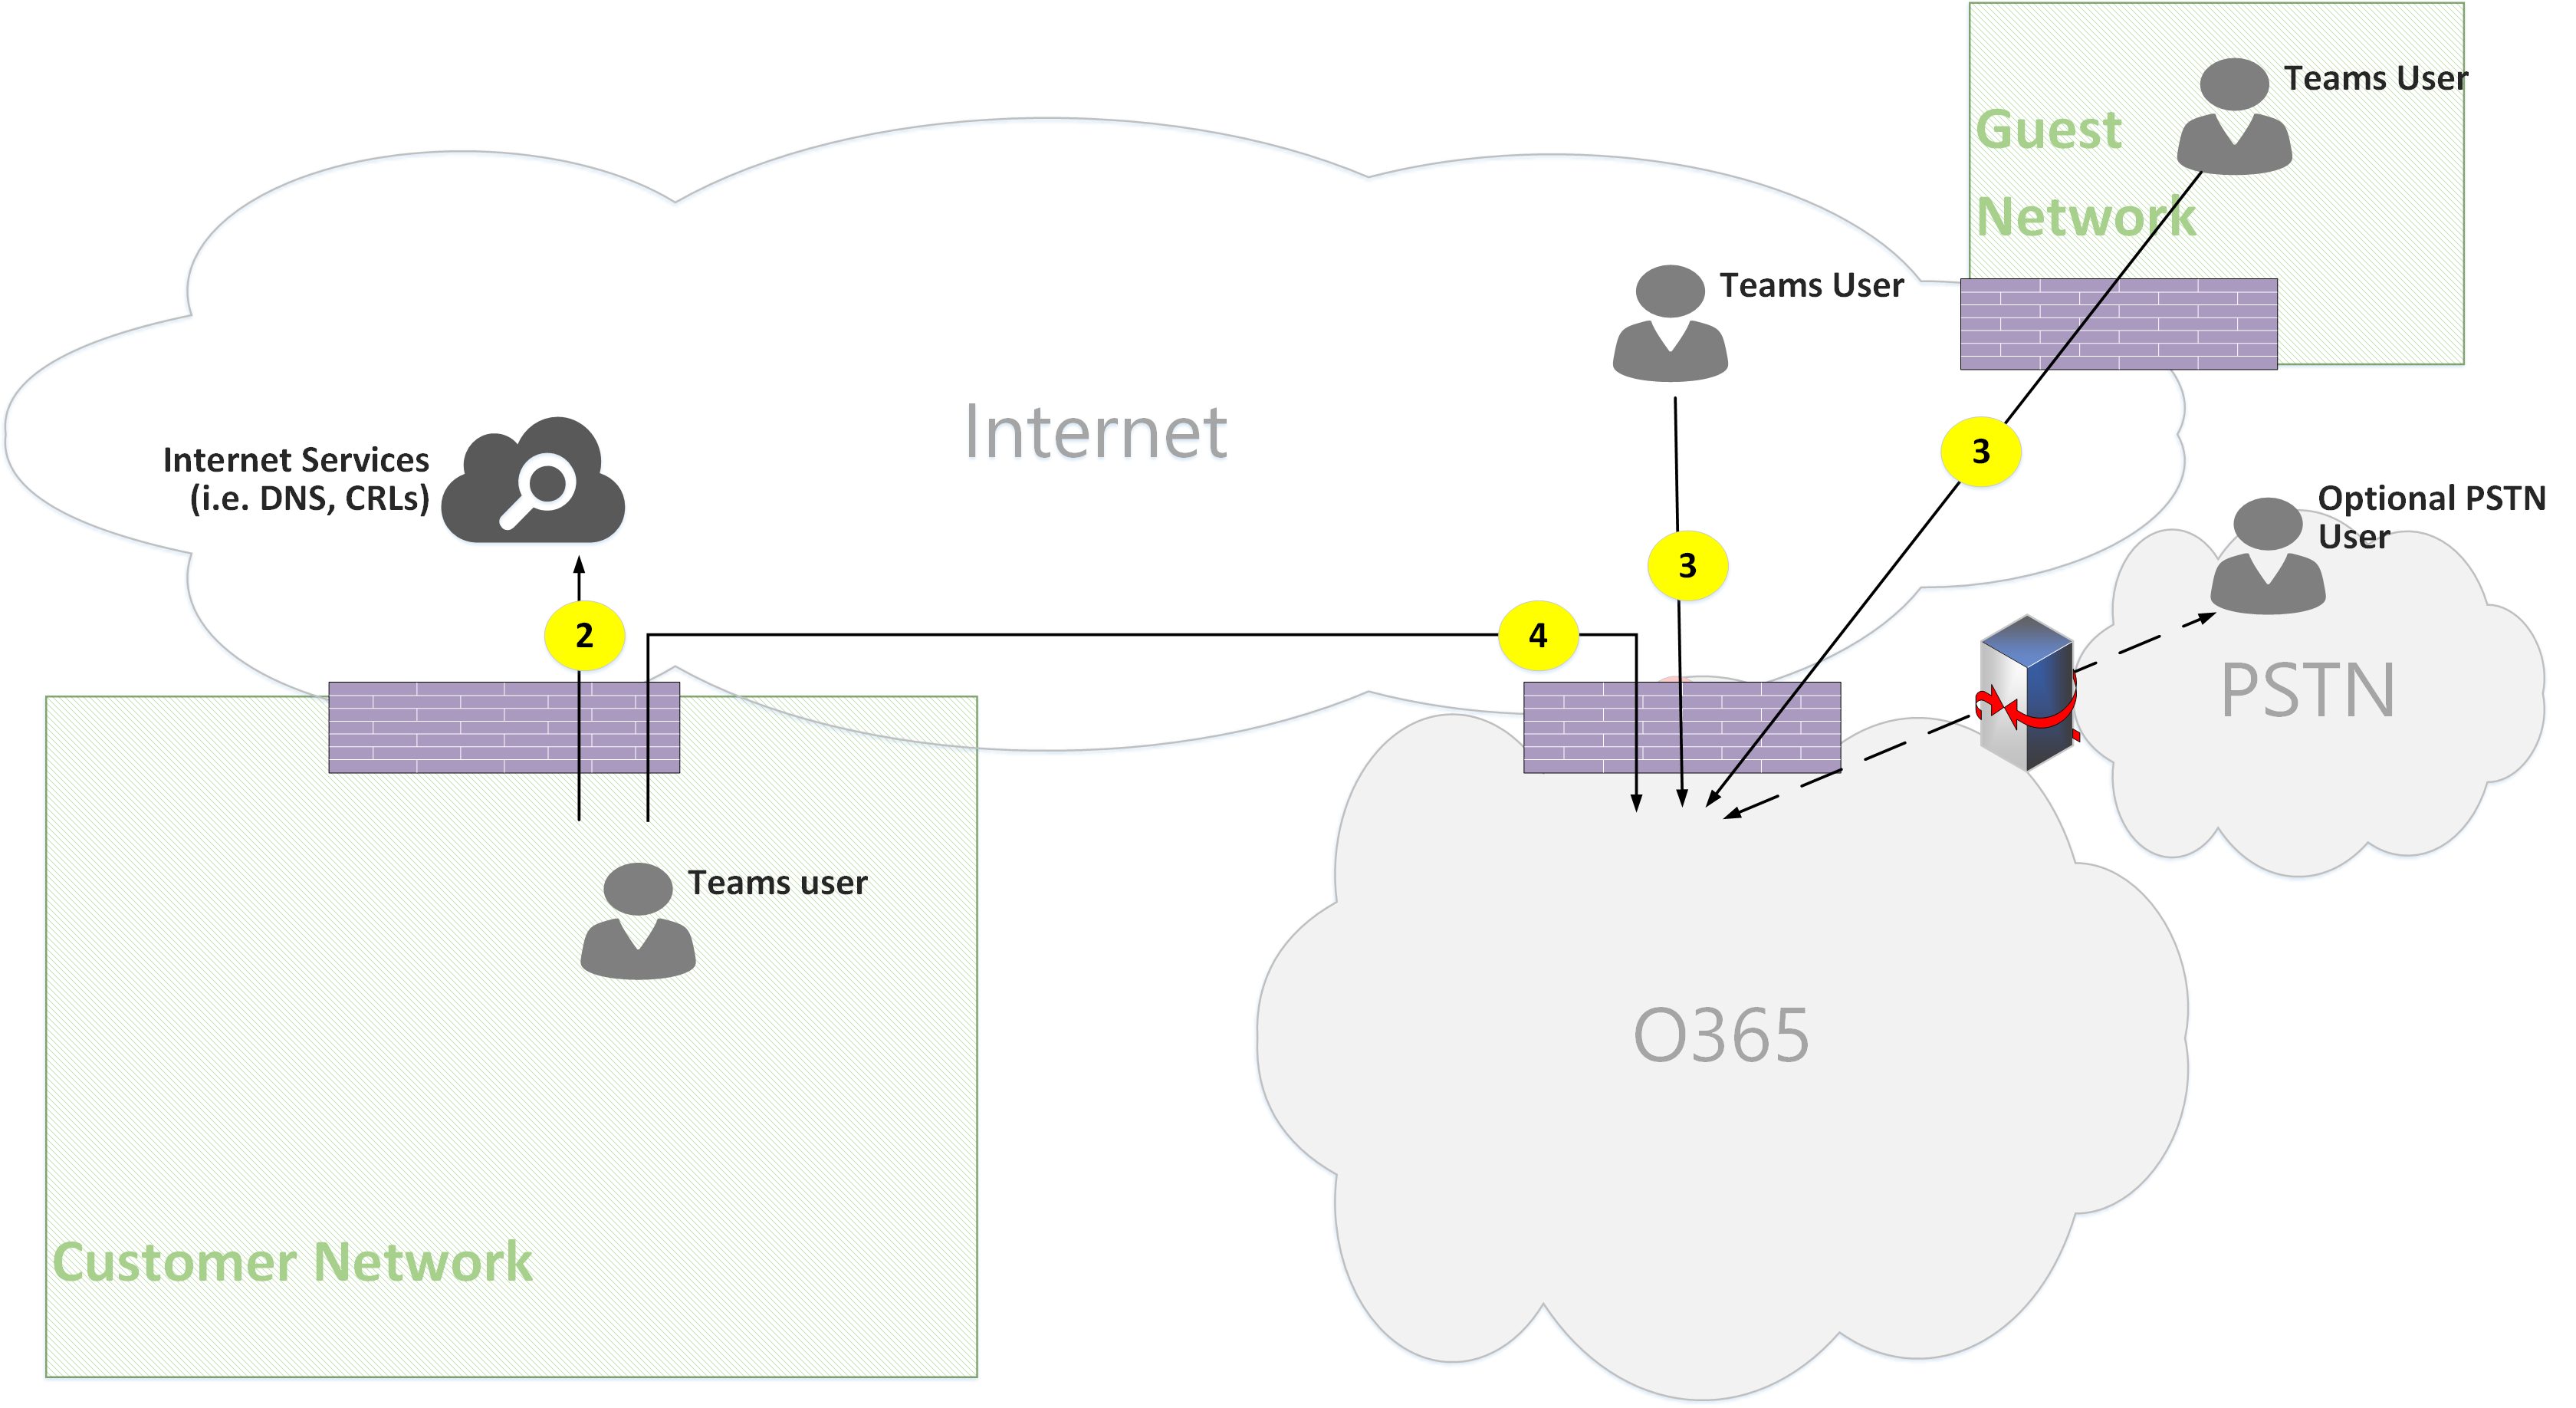 Teams User
Guest
Network
Teams User
Internet
3
Internet Services
(i.e. DNS, CRLs)
Optional PSTN
User
3
2
4
PSTN
Teams user
O365
Customer Network